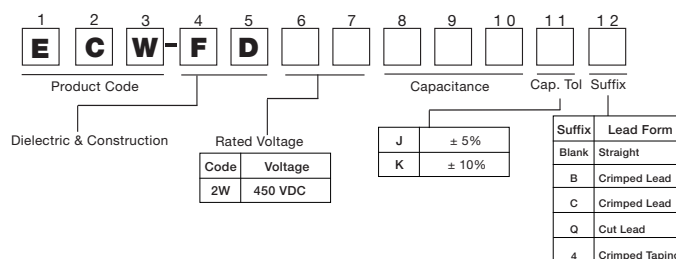 1 2 3 4 5 6 7 8 9 10 11 12
E C W - F D
Product Code
Capacitance
Cap. Tol
Suffix
Dielectric & Construction
Rated Voltage
Code Voltage
2W 450 VDC
J ± 5%
K ± 10%
Suffix Lead Form
Blank Straight
B Crimped Lead
C Crimped Lead
Q Cut Lead
4 Crimped Taping